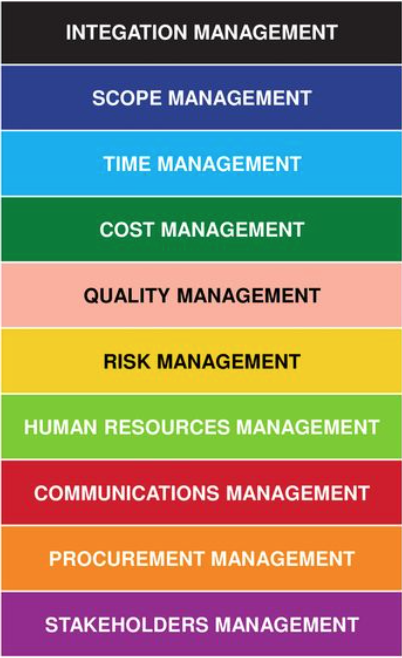 INTEGATION MANAGEMENT
SCOPE MANAGEMENT
TIME MANAGEMENT
COST MANAGEMENT
QUALITY MANAGEMENT
RISK MANAGEMENT
HUMAN RESOURCES MANAGEMENT
COMMUNICATIONS MANAGEMENT
PROCUREMENT MANAGEMENT
STAKEHOLDERS MANAGEMENT